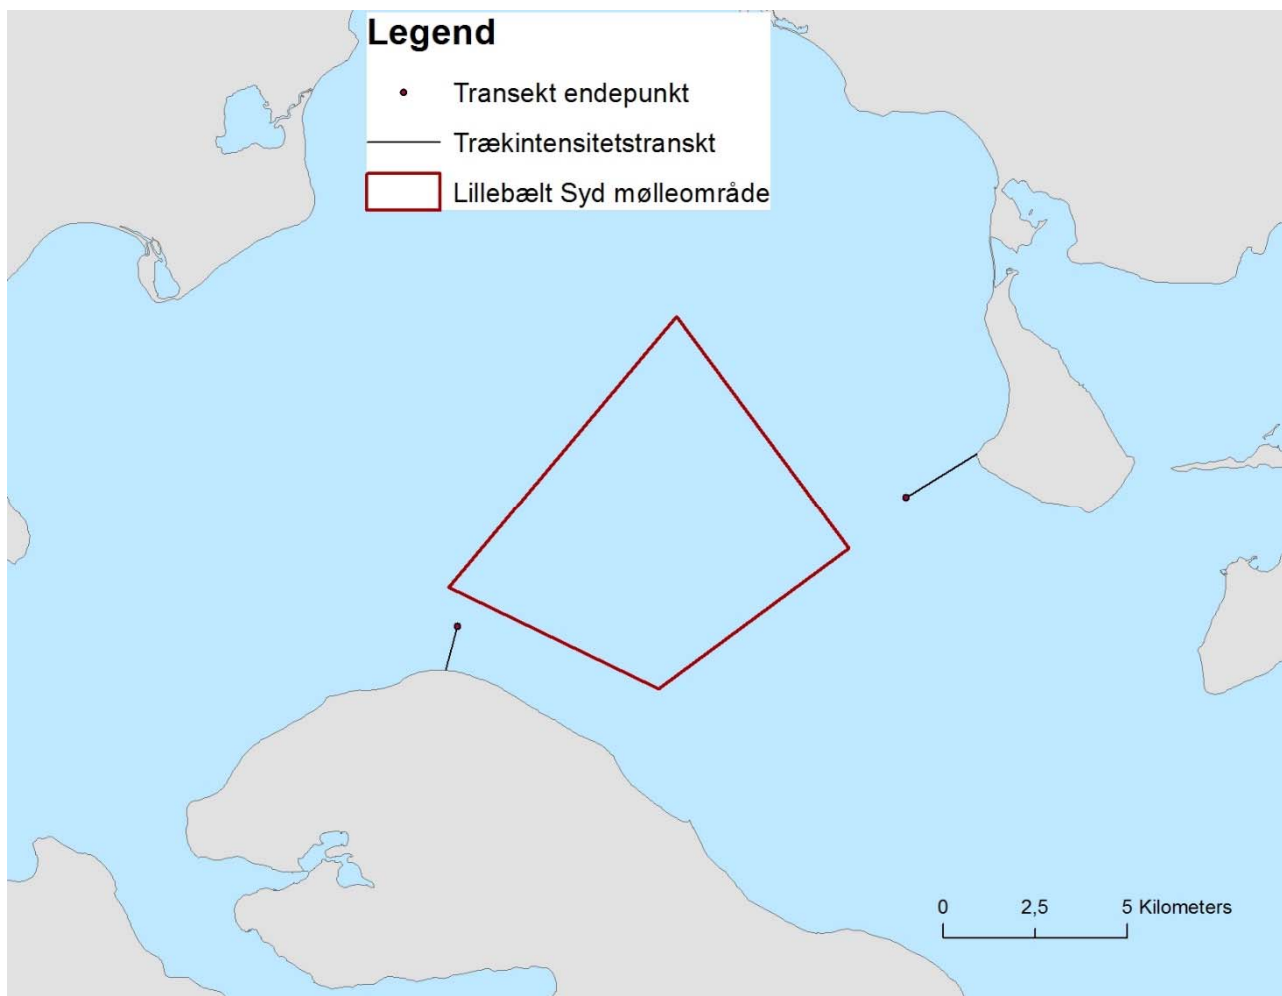 Legend
Transekt endepunkt
Trækintensitetstranskt
Lillebælt Syd mølleområde
0 2,5 5 Kilometers